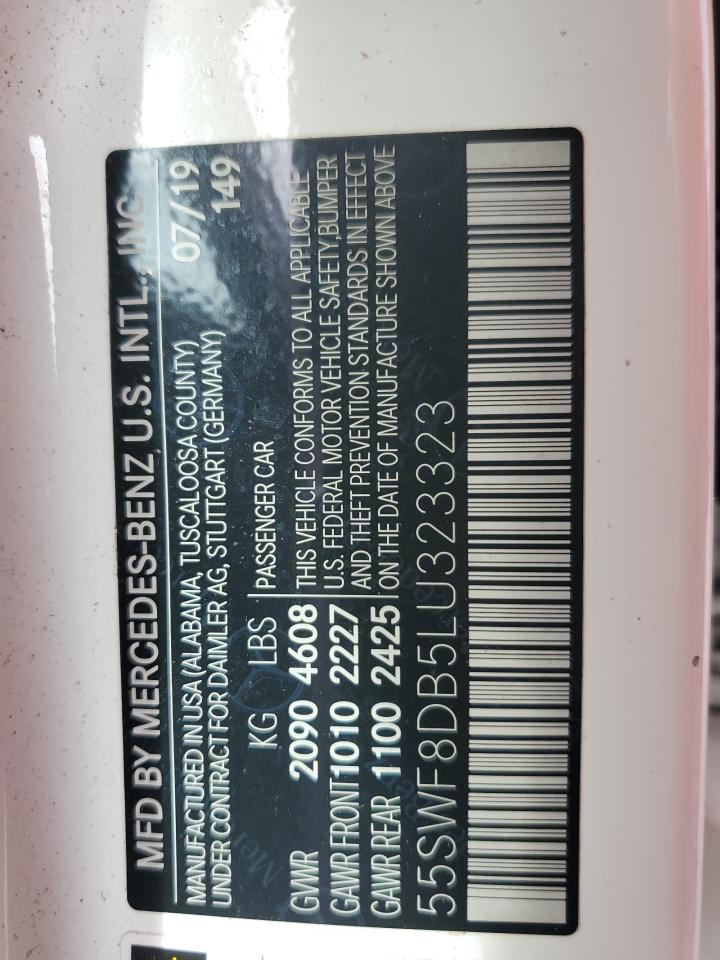 MFD BY MERCEDES-BENZ U.S. INTL., INC.
MANUFACTURED IN USA (ALABAMA, TUSCALOOSA COUNTY) 07/19
UNDER CONTRACT FOR DAIMLER AG, STUTTGART (GERMANY) 149
KG LBS PASSENGER CAR
GVWR 2090 4608 THIS VEHICLE CONFORMS TO ALL APPLICABLE
GAWR FRONT 1010 2227 U.S. FEDERAL MOTOR VEHICLE SAFETY,BUMPER
GAWR REAR 1100 2425 AND THEFT PREVENTION STANDARDS IN EFFECT
ON THE DATE OF MANUFACTURE SHOWN ABOVE
55SWF8DB5LU323323